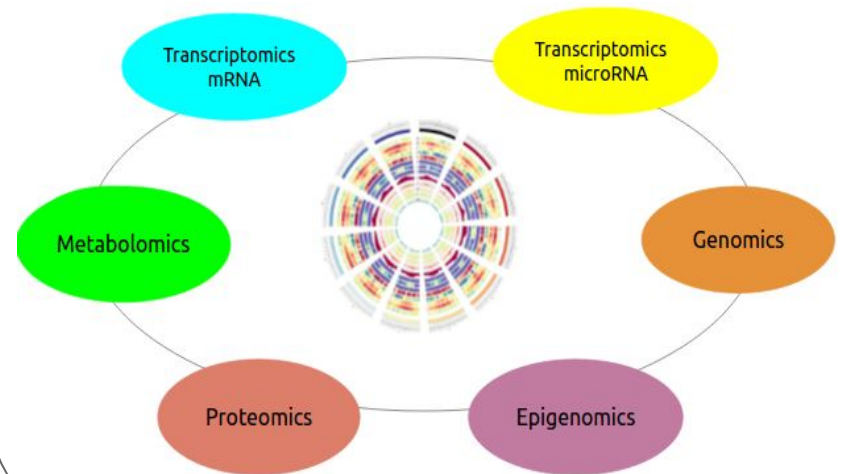 Transcriptomics
mRNA
Transcriptomics
microRNA
Metabolomics
Genomics
Proteomics
Epigenomics